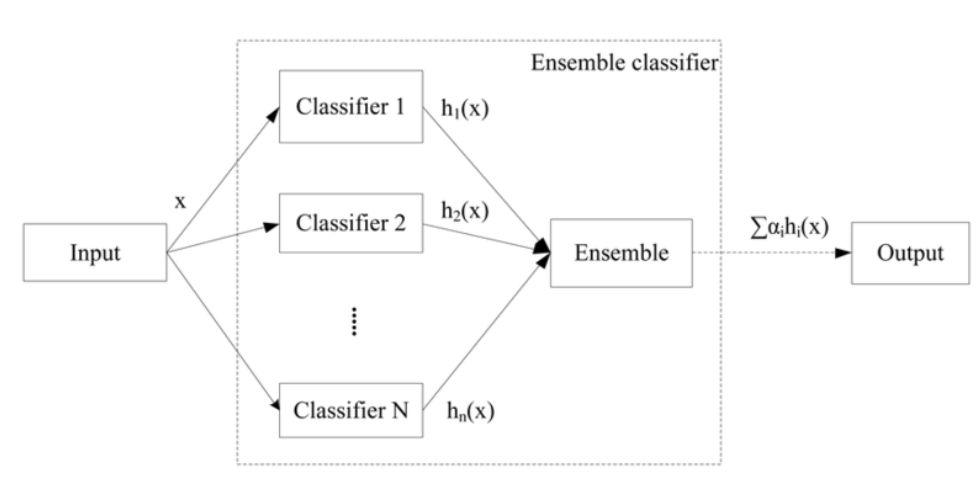 Ensemble classifier
Classifier 1
h₁(x)
x
Classifier 2
h₂(x)
Input
Ensemble
∑αᵢhᵢ(x)
Output
Classifier N
hₙ(x)